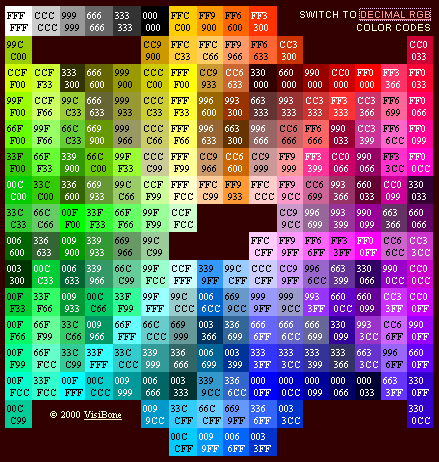 FFF CCC 999 666 333 000 FFC FF9 FF6 FF3
FFF CCC 999 666 333 000 C00 900 600 300
SWITCH TO DECIMAL RGB
COLOR CODES
99C CC9 FFC FFC FF9 FF6 CC3 CC0
C00 900 C33 C66 966 633 300 033
CCF CCF 333 666 999 CCC FFF CC9 CC6 330 660 990 CC0 FF0 FF3 FF0
F00 F33 300 600 900 C00 F00 933 633 000 000 000 000 000 366 033
99F CCF 99C 666 999 CCC FFF 996 993 663 993 CC3 FF3 CC3 FF6 FF0
F00 F66 C33 633 933 C33 F33 600 300 333 333 333 333 366 699 066
66F 99F 66C 669 999 CCC FFF 996 663 996 CC6 FF6 990 CC3 FF6 FF0
F00 F66 C33 900 966 C66 F66 633 300 666 666 666 033 399 6CC 099
33F 66F 339 66C 99F CCC FFF CC9 CC6 CC9 FF9 FF3 CC0 990 FF3 FF0
F00 F33 900 C00 F33 C99 F99 966 600 999 999 399 066 066 3CC 0CC
00C 33C 336 669 99C CCF FFF FFC FF9 FFC FF9 CC6 993 660 CC0 330
C00 C00 600 933 C66 F99 FCC C99 933 CCC 9CC 699 366 033 099 033
33C 66C 00F 33F 66F 99F CCF CC9 996 993 990 663 660
C33 C66 F00 F33 F66 F99 FCC 9CC 699 399 099 366 066
006 336 009 339 669 99C FFC FF9 FF6 FF3 FF0 CC6 CC3
600 633 900 933 966 C99 CFF 9FF 6FF 3FF 0FF 6CC 3CC
003 00C 006 339 66C 99F CCF 339 99C CCC CC9 996 663 330 990 CC0
300 C33 633 966 C99 FCC FFF 9FF CFF CFF 9FF 6CC 399 066 0CC 0CC
00F 33F 009 00C 33F 99F 99C 006 669 999 999 993 660 660 CC3 CC0
F33 F66 933 C66 F99 FFF CCC 6CC 9CC 9FF 9CC 3FF 0CC 099 3FF 0FF
00F 66F 33C 009 66F 66C 669 003 336 666 666 666 330 993 CC6 990
F66 F99 C66 966 FFF CCC 999 366 699 6FF 6CC 699 099 3CC 6FF 0FF
00F 66F 33C 33F 33C 339 336 006 003 333 333 333 333 663 996 660
F99 FCC C99 FFF CCC 999 666 699 399 3FF 3CC 399 366 3CC 6FF 0FF
00F 33F 00F 00C 009 006 003 339 336 000 000 000 000 000 663 330
FCC FCC FFF CCC 999 666 333 9CC 6CC 0FF 0CC 099 066 033 3FF 0FF
00C 009 33C 66C 669 336 003 330
C99 9CC CFF CFF 9FF 6FF 3CC 0CC
© 2000 VisiBone
00C 009 006 003
CFF 9FF 6FF 3FF